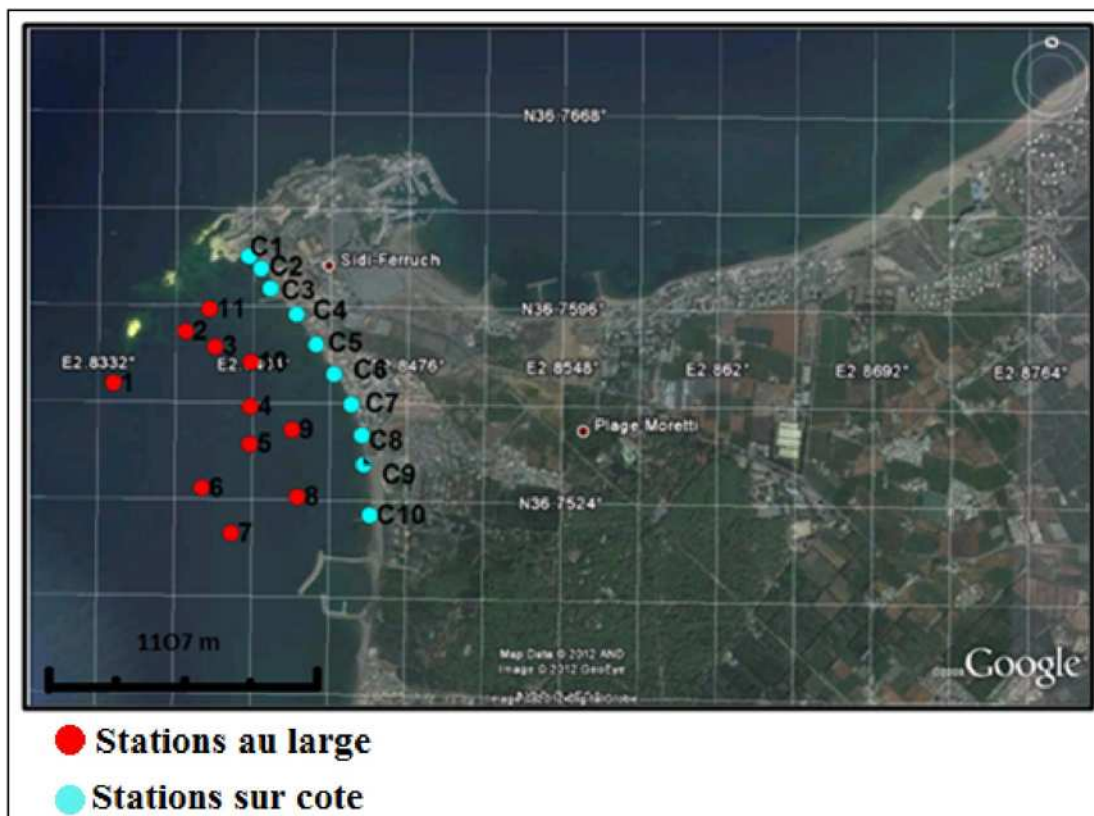 N36.7668°
C1
C2
Sidi-Ferruch
C3
11
C4
N36.7596°
2
3
C5
E2.8332°
10
C6
.8476°
E2.8548°
E2.862°
E2.8692°
E2.8764°
1
4
C7
9
Plage Moretti
5
C8
C9
6
8
N36.7524°
C10
7
1107 m
Map Data © 2012 AND
Image © 2012 GeoEye
Google
Stations au large
Stations sur cote